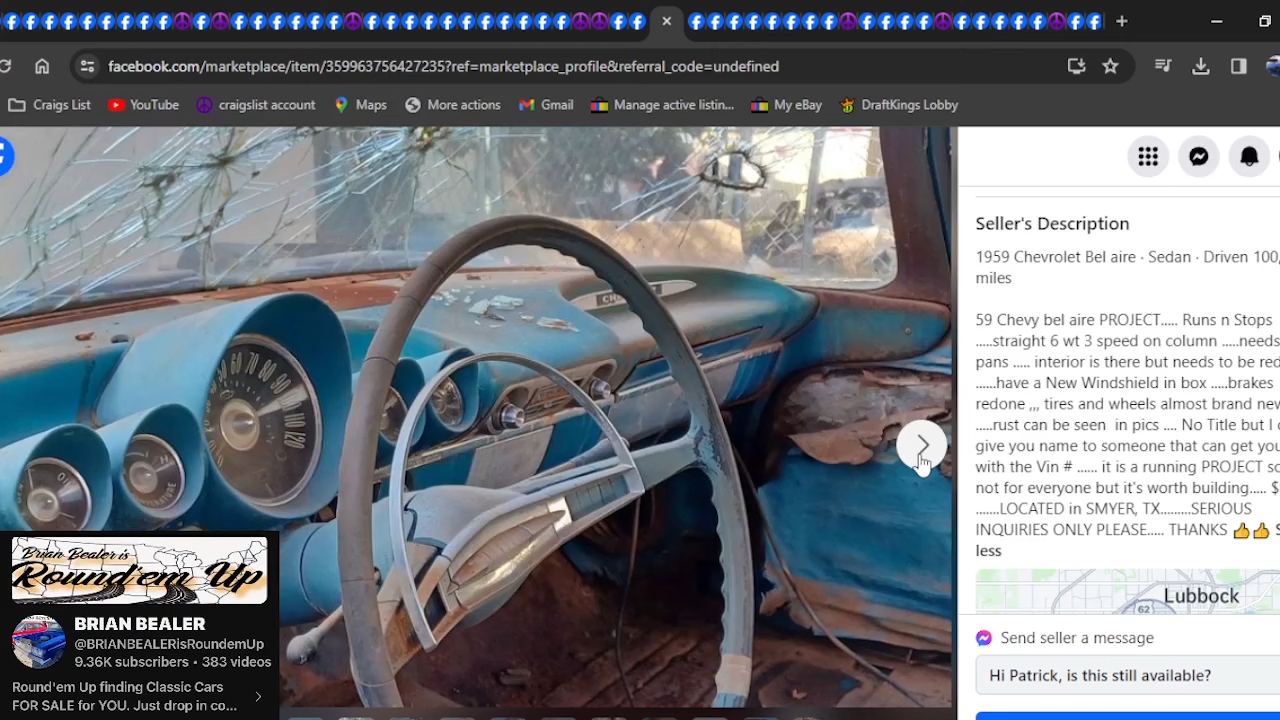 facebook.com/marketplace/item/359963756427235?ref=marketplace_profile&referral_code=undefined
Craigs List
YouTube
craigslist account
Maps
More actions
Gmail
Manage active listin...
My eBay
DraftKings Lobby
Seller's Description
1959 Chevrolet Bel aire · Sedan · Driven 100,
miles
59 Chevy bel aire PROJECT..... Runs n Stops
.....straight 6 wt 3 speed on column .....needs
pans ..... interior is there but needs to be
......have a New Windshield in box .....brakes
redone ,,, tires and wheels almost brand
.....rust can be seen in pics .... No Title but I
give you name to someone that can get
with the Vin # ...... it is a running PROJECT
not for everyone but it's worth building..... $
.......LOCATED in SMYER, TX.........SERIOUS
INQUIRIES ONLY PLEASE..... THANKS 👍👍
less
62
Lubbock
Send seller a message
Hi Patrick, is this still available?
Brian Bealer is
Round'em Up
BRIAN BEALER
@BRIANBEALERisRoundemUp
9.36K subscribers • 383 videos
Round'em Up finding Classic Cars
FOR SALE for YOU. Just drop in co...